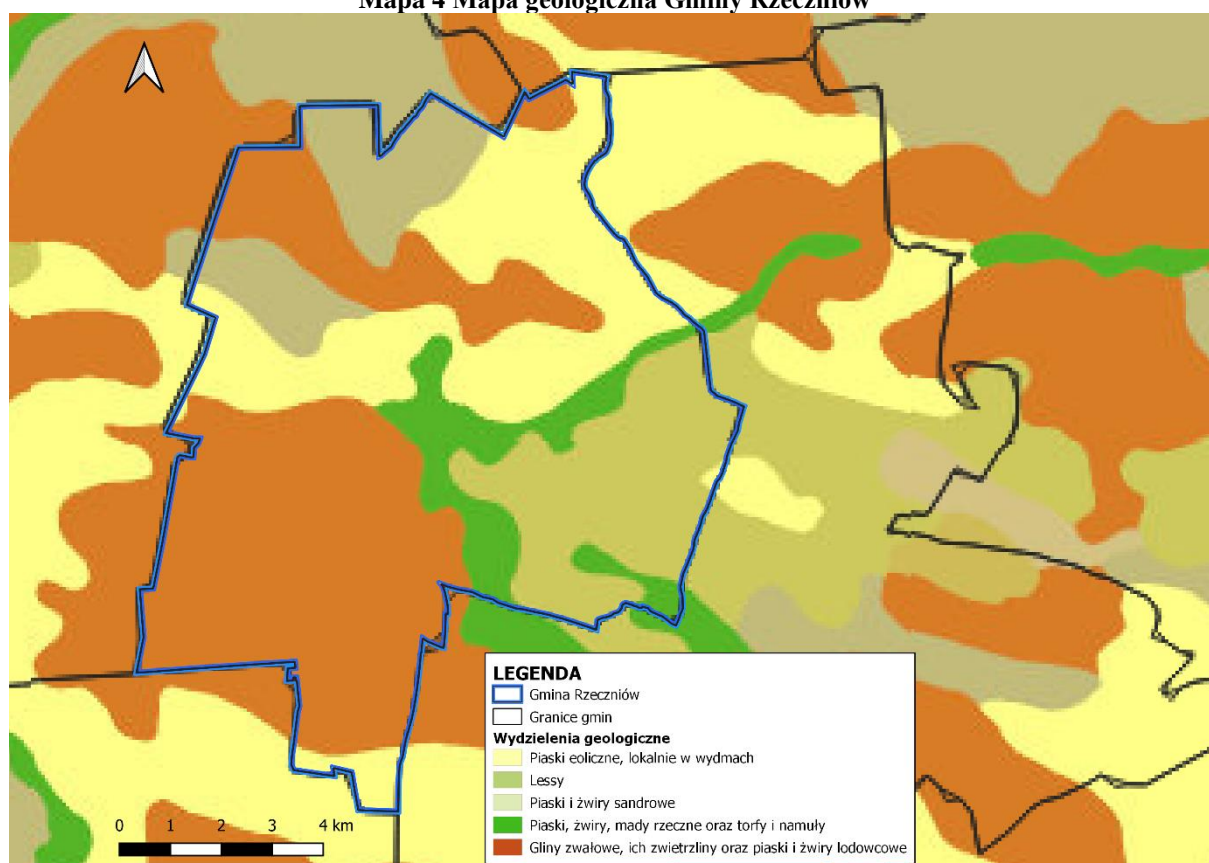 Mapa 4 Mapa geologiczna Gminy Rzeczniów
LEGENDA
Gmina Rzeczniów
Granice gmin
Wydzielenia geologiczne
Piaski eoliczne, lokalnie w wydmach
Lessy
Piaski i żwiry sandrowe
Piaski, żwiry, mady rzeczne oraz torfy i namuły
Gliny zwałowe, ich zwietrzliny oraz piaski i żwiry lodowcowe
0 1 2 3 4 km